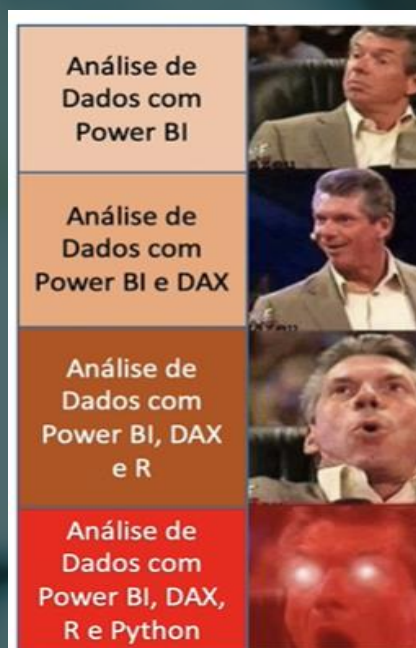 Análise de
Dados com
Power BI
Análise de
Dados com
Power BI e DAX
Análise de
Dados com
Power BI, DAX
e R
Análise de
Dados com
Power BI, DAX,
R e Python